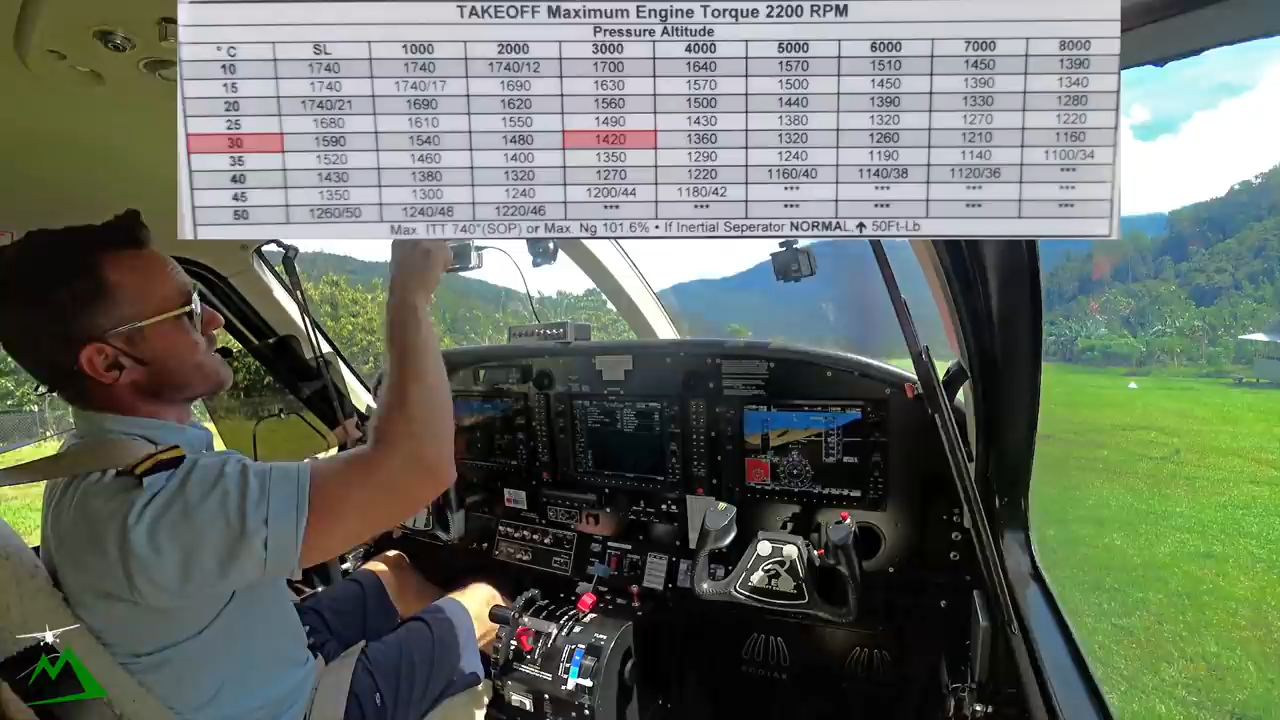 TAKEOFF Maximum Engine Torque 2200 RPM
Pressure Altitude
° C SL 1000 2000 3000 4000 5000 6000 7000 8000
10 1740 1740 1740/12 1700 1640 1570 1510 1450 1390
15 1740 1740/17 1690 1630 1570 1500 1450 1390 1340
20 1740/21 1690 1620 1560 1500 1440 1390 1330 1280
25 1680 1610 1550 1490 1430 1380 1320 1270 1220
30 1590 1540 1480 1420 1360 1320 1260 1210 1160
35 1520 1460 1400 1350 1290 1240 1190 1140 1100/34
40 1430 1380 1320 1270 1220 1160/40 1140/38 1120/36 ***
45 1350 1300 1240 1200/44 1180/42 *** *** *** ***
50 1260/50 1240/48 1220/46 *** *** *** *** *** ***
Max. ITT 740°(SOP) or Max. Ng 101.6% • If Inertial Seperator NORMAL,↑ 50Ft-Lb
KODIAK